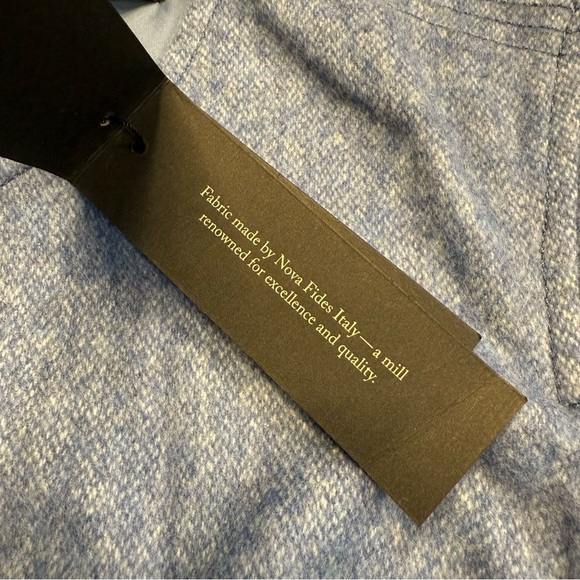 Fabric made by Nova Fides Italy—a mill
renowned for excellence and quality.